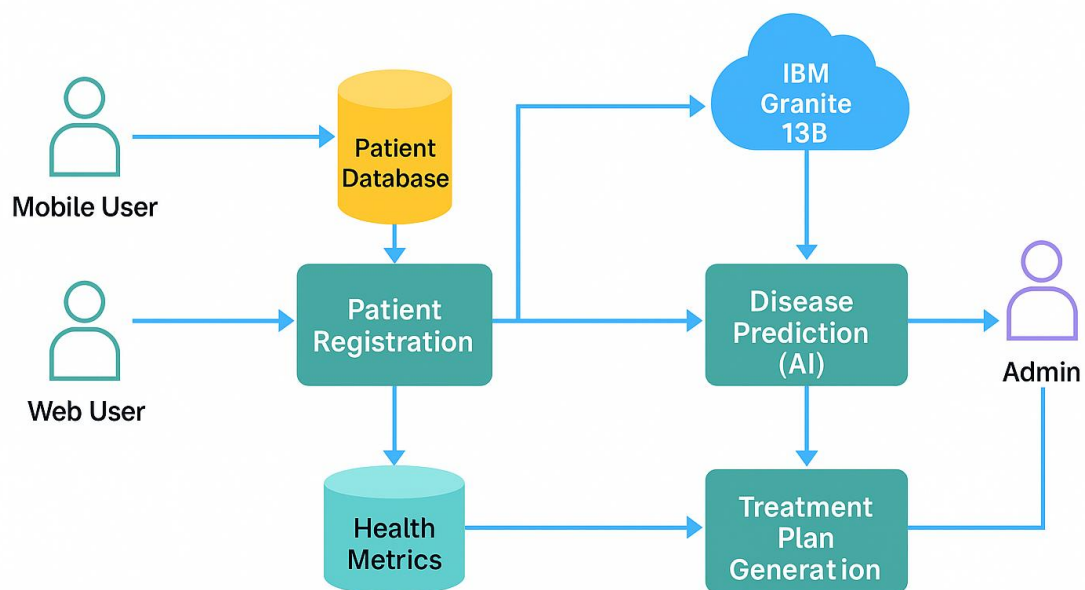 IBM
Granite
13B
Patient
Database
Mobile User
Patient
Registration
Disease
Prediction
(AI)
Admin
Web User
Health
Metrics
Treatment
Plan
Generation